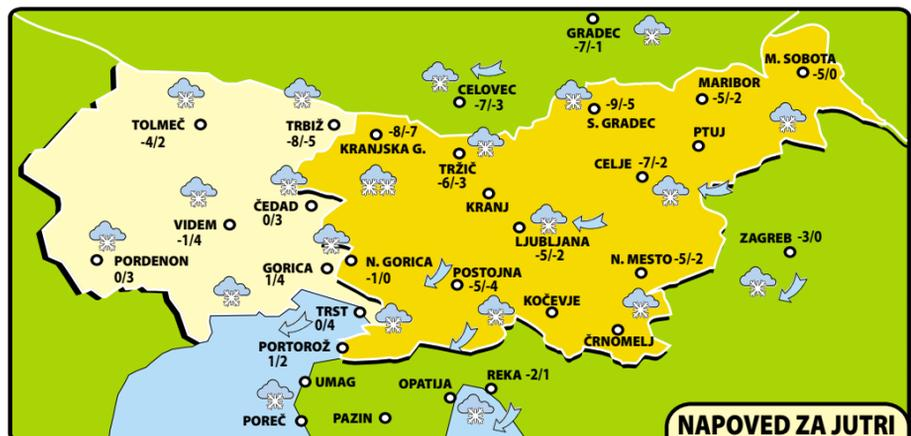 GRADEC
-7/-1
M. SOBOTA
-5/0
CELOVEC
-7/-3
MARIBOR
-5/-2
-9/-5
S. GRADEC
TOLMEČ
-4/2
TRBIŽ
-8/-5
-8/-7
KRANJSKA G.
PTUJ
TRŽIČ
-6/-3
CELJE -7/-2
KRANJ
ČEDAD
0/3
VIDEM
-1/4
LJUBLJANA
-5/-2
ZAGREB -3/0
PORDENON
0/3
GORICA
1/4
N. GORICA
-1/0
POSTOJNA
-5/-4
N. MESTO -5/-2
KOČEVJE
TRST
0/4
ČRNOMELJ
PORTOROŽ
1/2
UMAG
OPATIJA
REKA -2/1
POREČ
PAZIN
NAPOVED ZA JUTRI